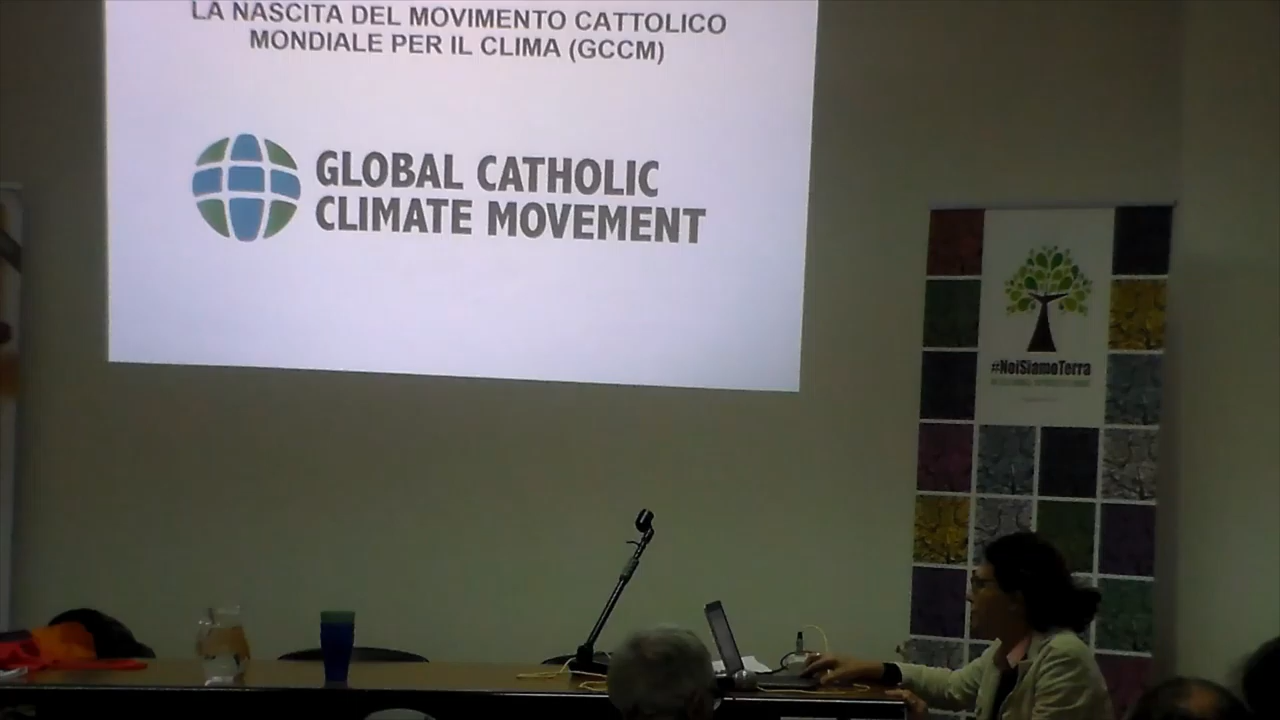 LA NASCITA DEL MOVIMENTO CATTOLICO
MONDIALE PER IL CLIMA (GCCM)
GLOBAL CATHOLIC
CLIMATE MOVEMENT
#NoiSiamoTerra